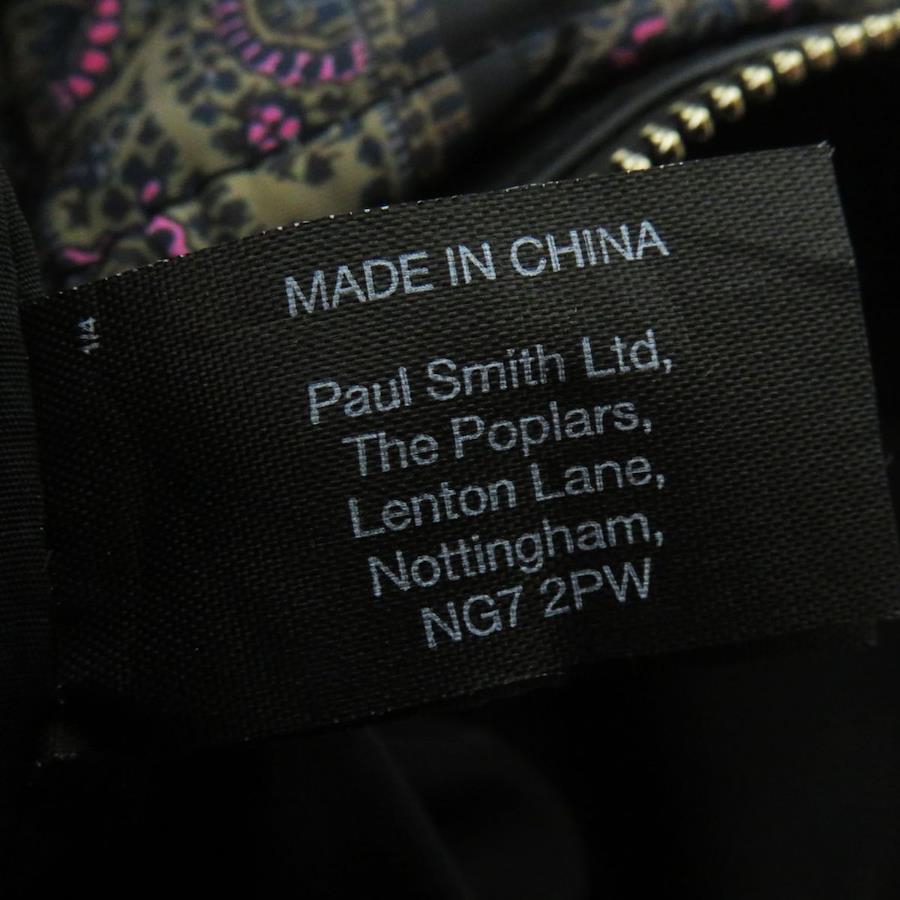 MADE IN CHINA
Paul Smith Ltd,
The Poplars,
Lenton Lane,
Nottingham,
NG7 2PW